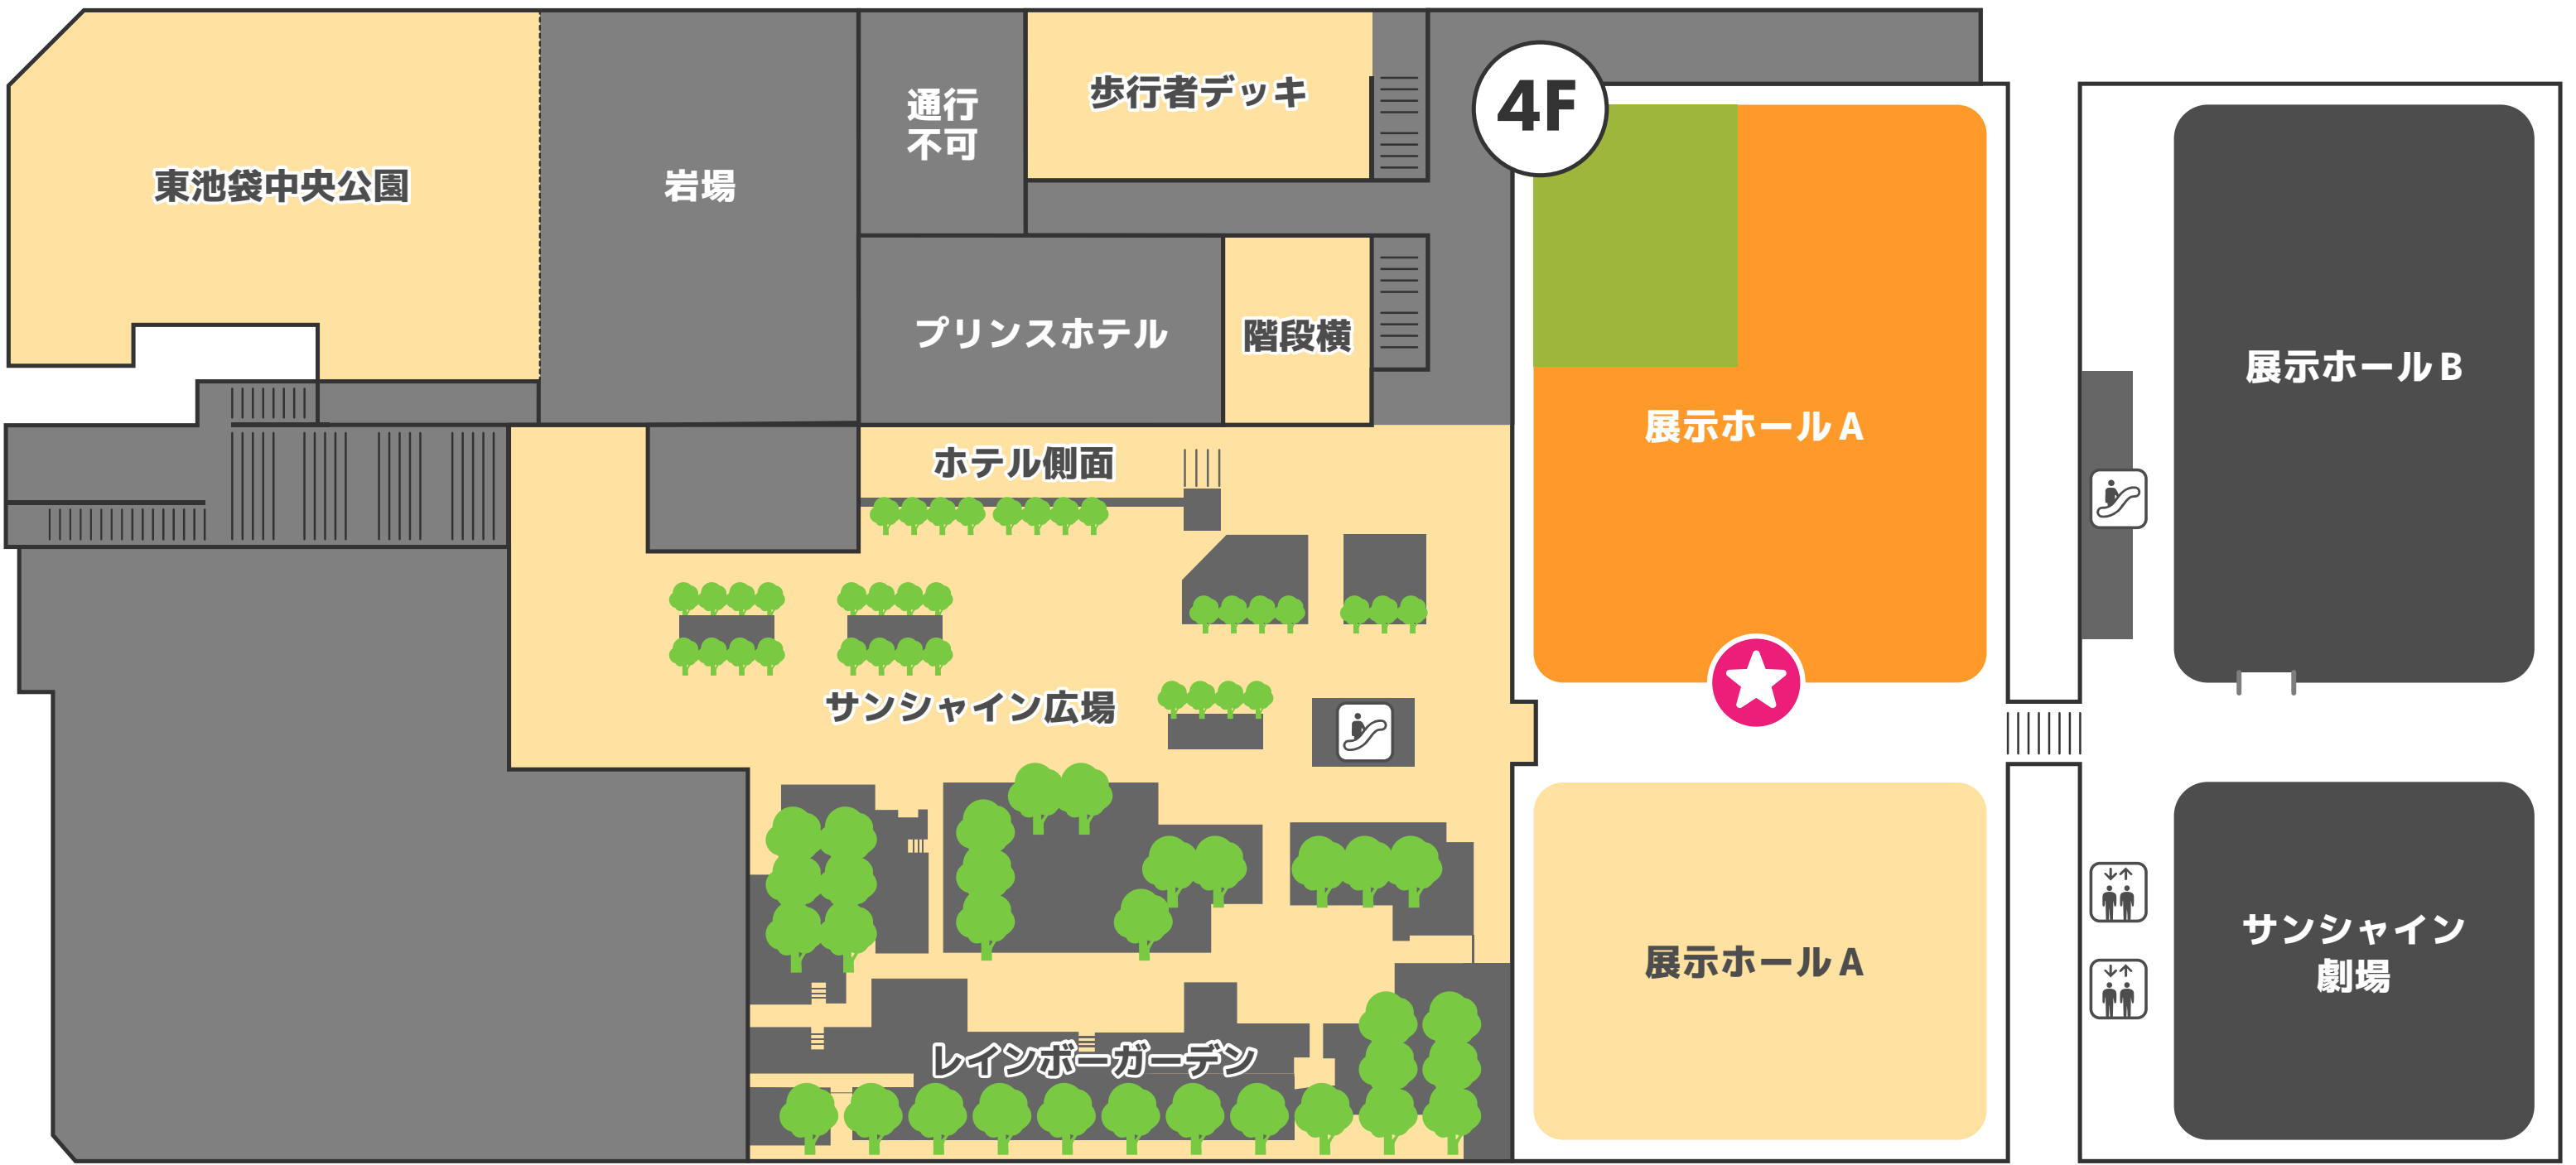 4F
歩行者デッキ
通行
不可
東池袋中央公園
岩場
プリンスホテル
階段横
展示ホールB
展示ホールA
ホテル側面
サンシャイン広場
サンシャイン
劇場
展示ホールA
レインボーガーデン